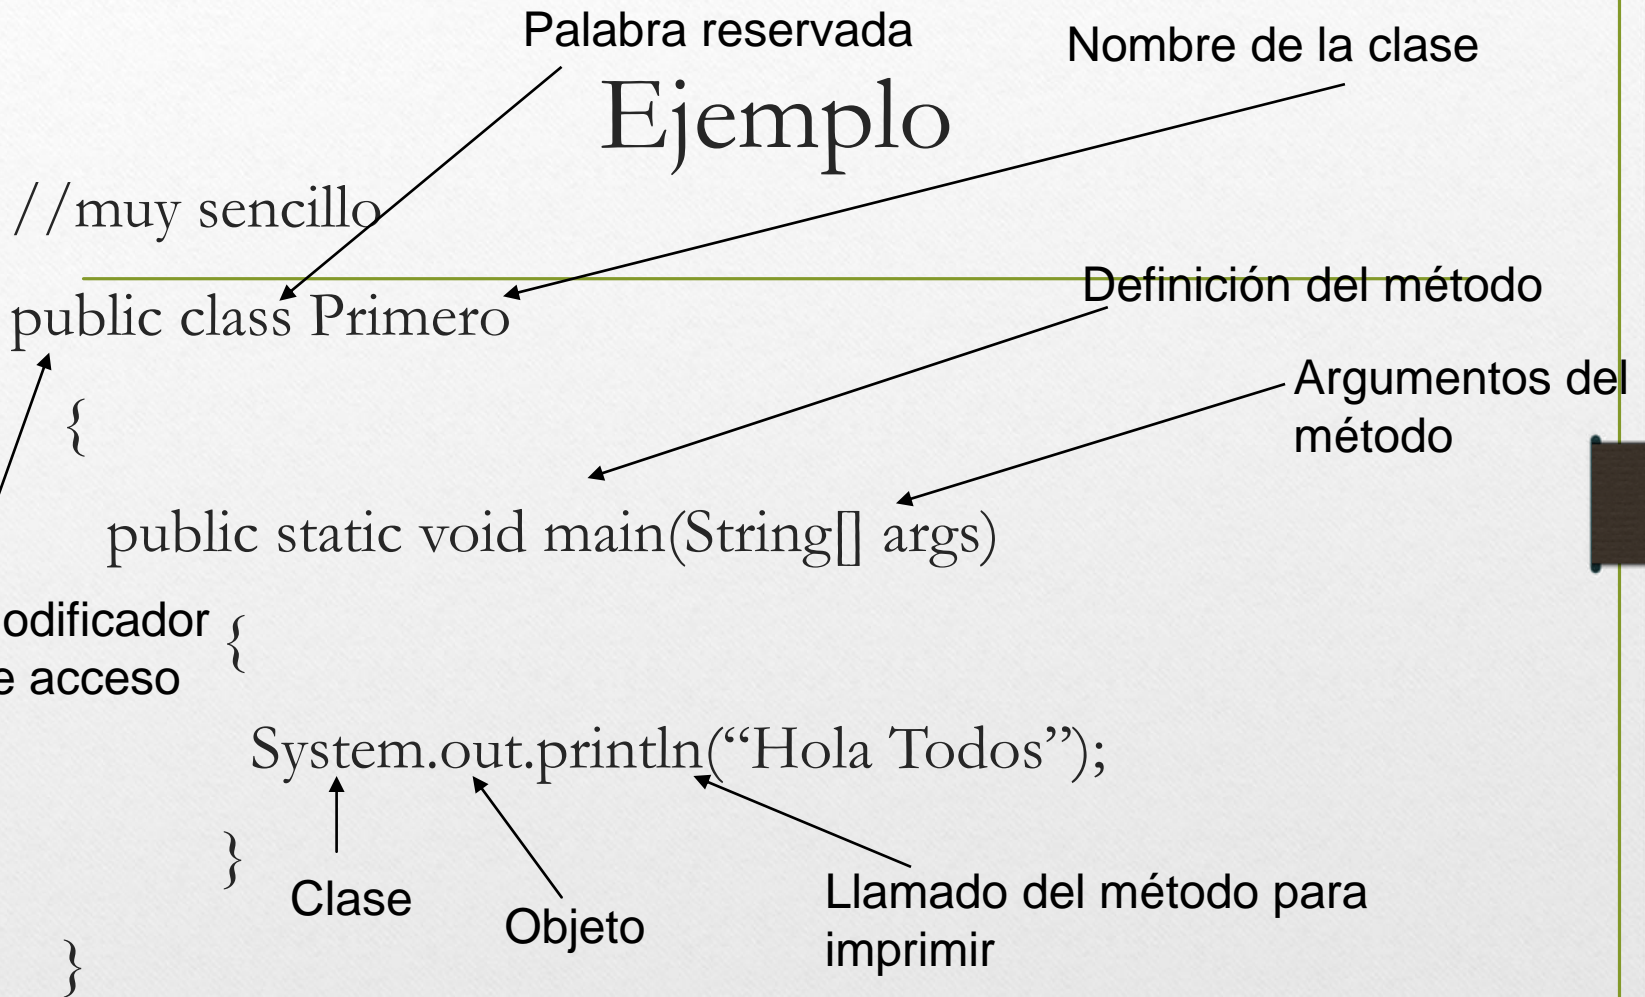 Palabra reservada
Nombre de la clase
Ejemplo
//muy sencillo
public class Primero
Definición del método
Argumentos del
método
{
public static void main(String[] args)
odificador
e acceso
{
System.out.println(“Hola Todos”);
}
Clase
Objeto
Llamado del método para
imprimir
}